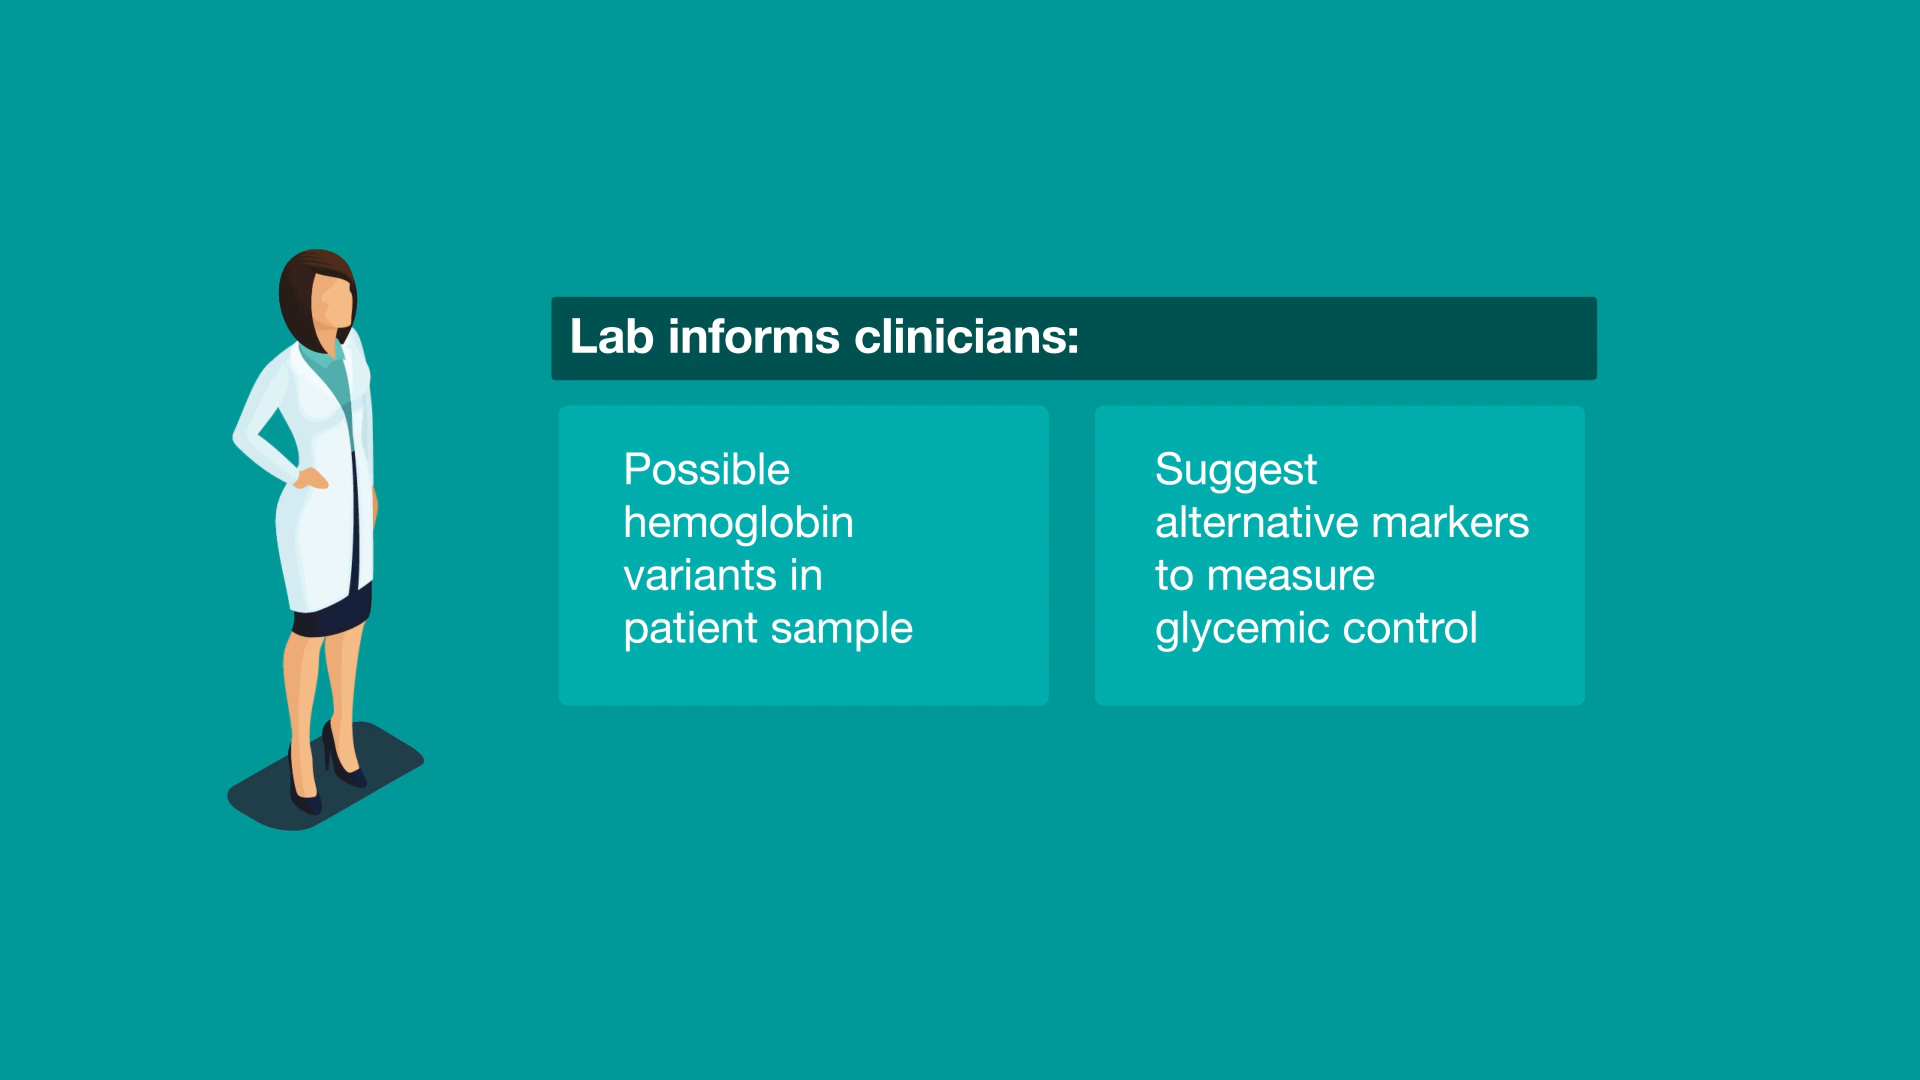 Lab informs clinicians:
Possible
hemoglobin
variants in
patient sample
Suggest
alternative markers
to measure
glycemic control